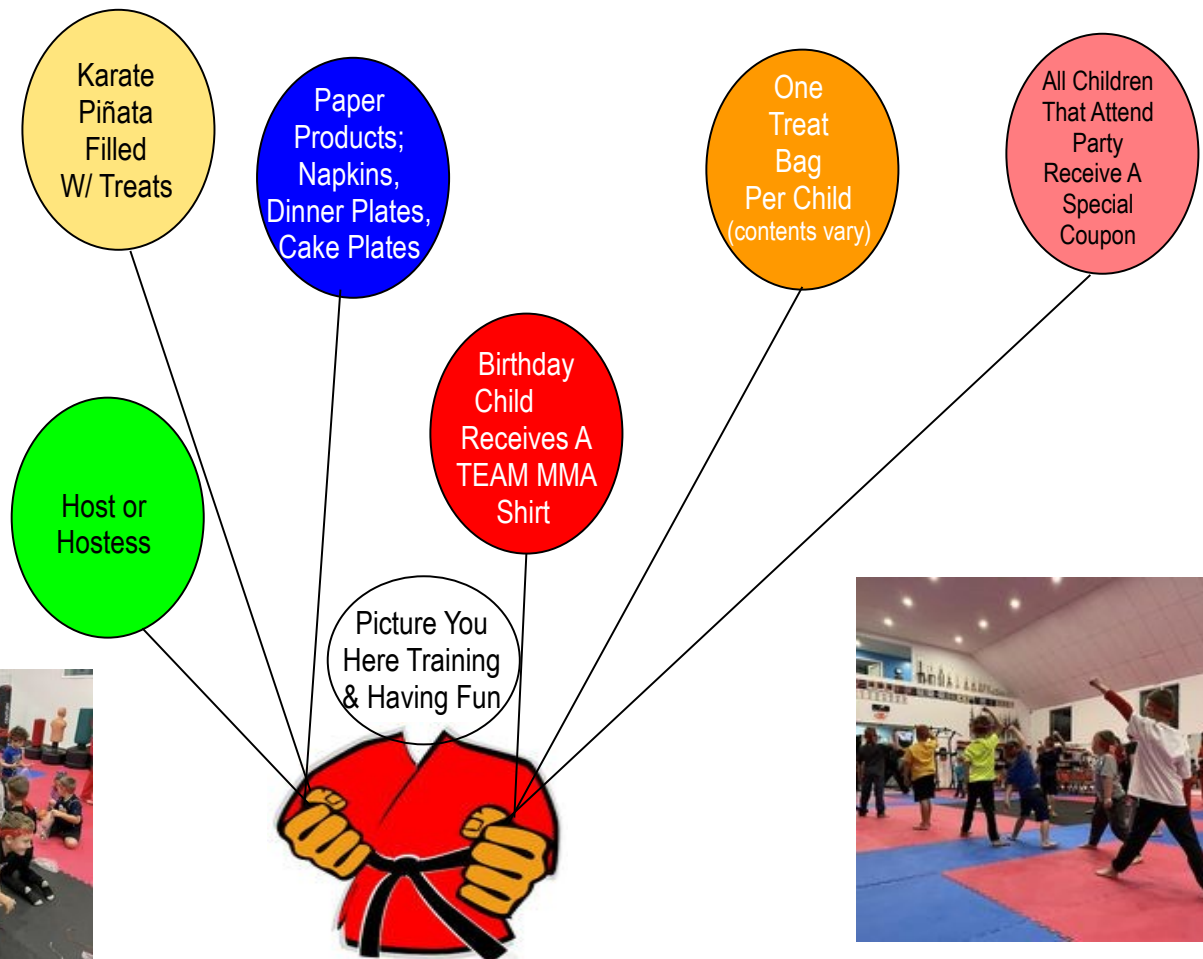 Karate
Piñata
Filled
W/ Treats
Paper
Products;
Napkins,
Dinner Plates,
Cake Plates
One
Treat
Bag
Per Child
(contents vary)
All Children
That Attend
Party
Receive A
Special
Coupon
Birthday
Child
Receives A
TEAM MMA
Shirt
Host or
Hostess
Picture You
Here Training
& Having Fun